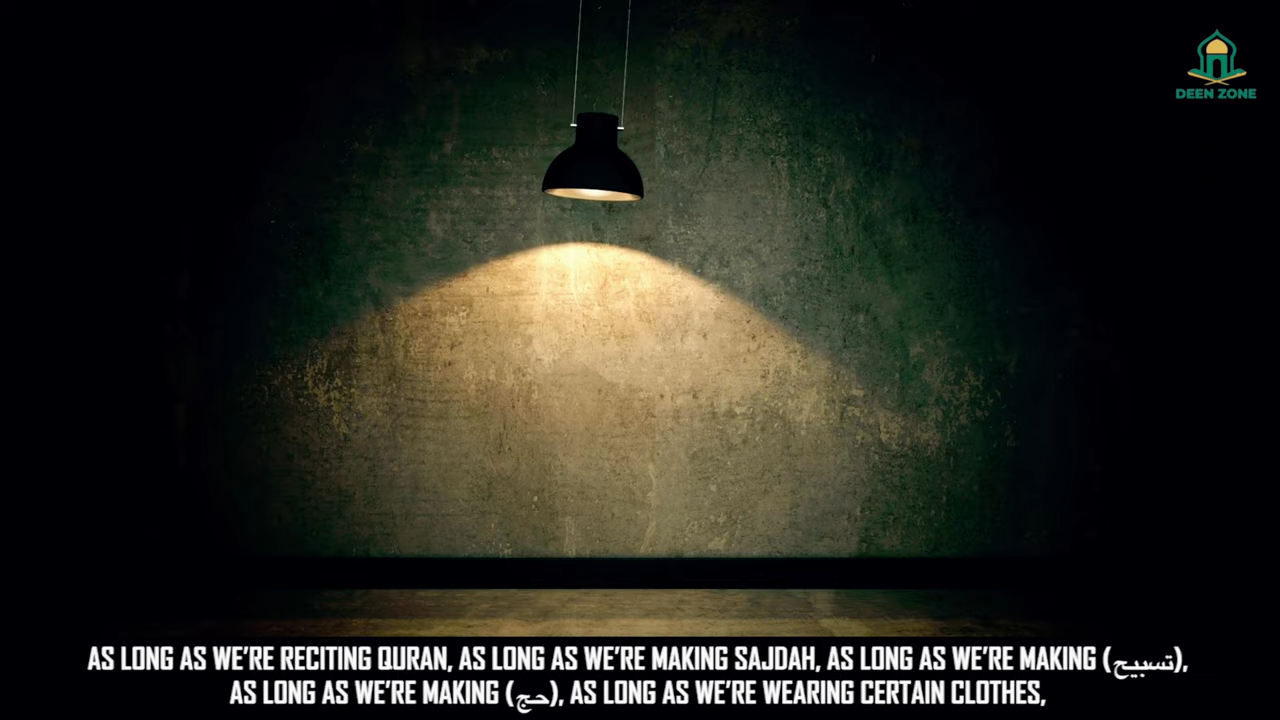 DEEN ZONE
AS LONG AS WE'RE RECITING QURAN, AS LONG AS WE'RE MAKING SAJDAH, AS LONG AS WE'RE MAKING (تسبيح),
AS LONG AS WE'RE MAKING (حج), AS LONG AS WE'RE WEARING CERTAIN CLOTHES,